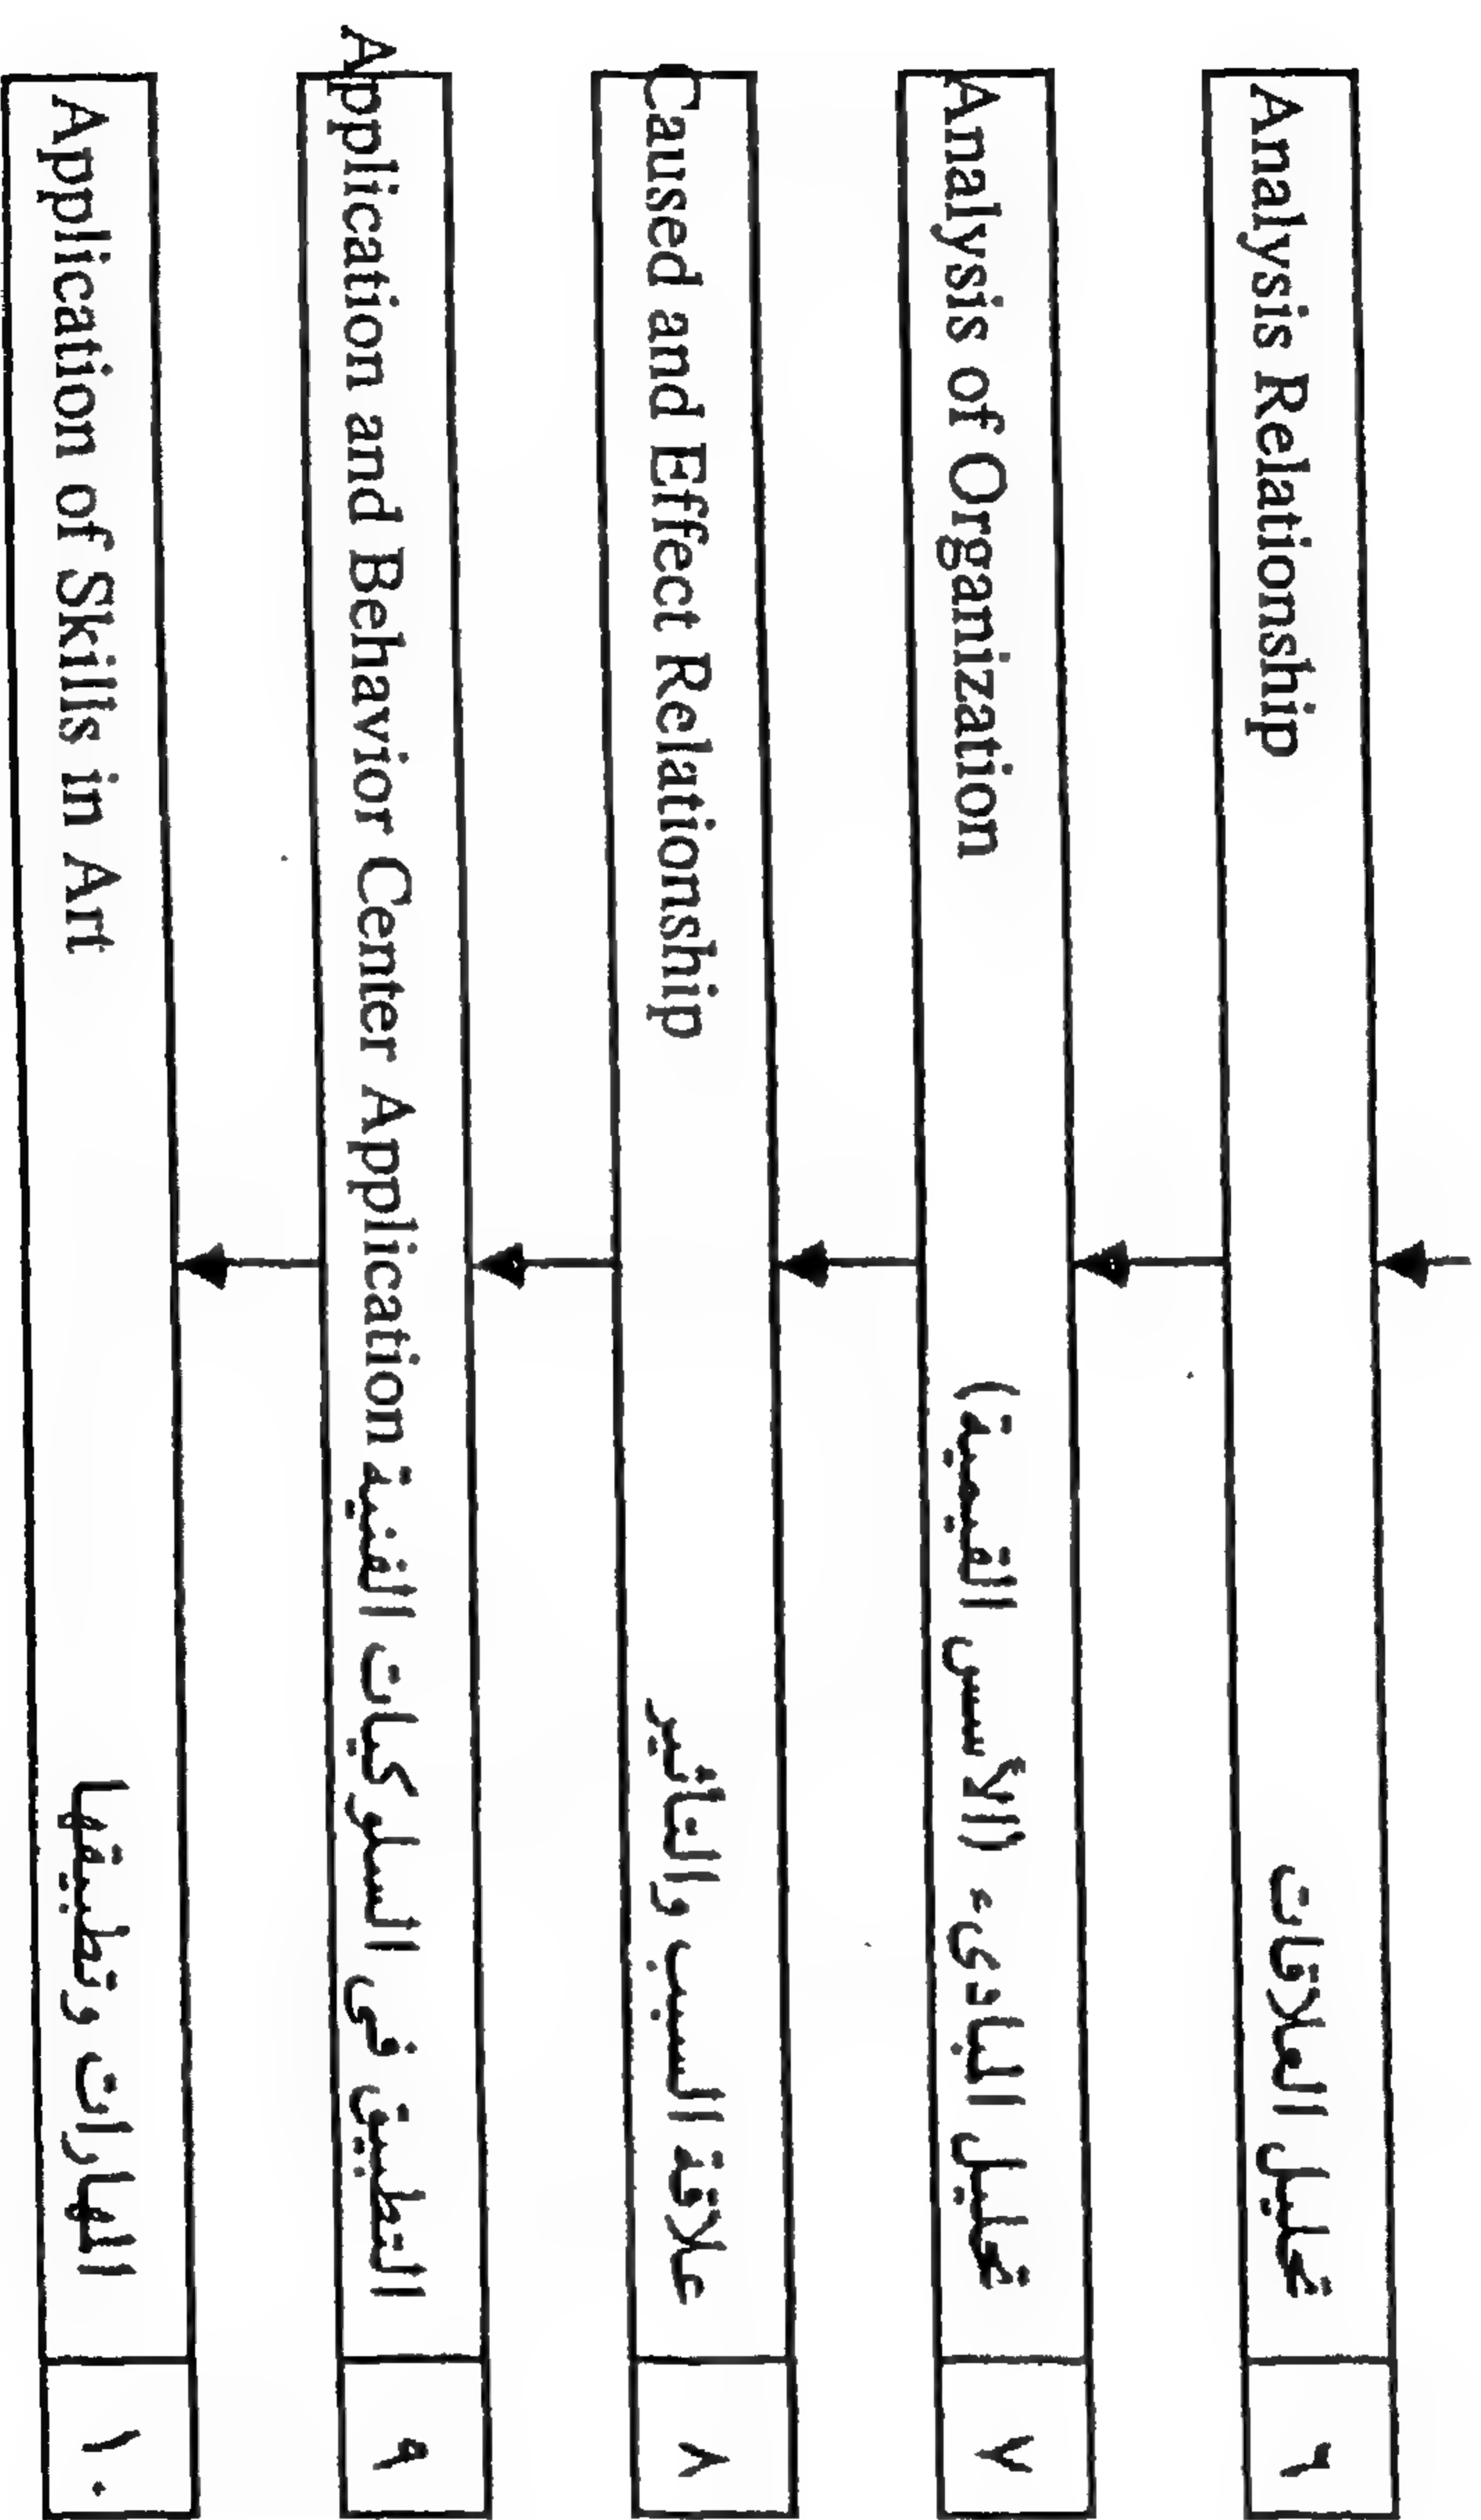 ٦ تحليل العلاقات Analysis Relationship
٧ تحليل المبادىء (الأسس القيمية) Analysis of Organization
٨ علاقة السبب والتأثير Caused and Effect Relationship
٩ التطبيق فى السلوكيات الفنية Application and Behavior Center Application
١٠ المهارات وتطبيقها Application of Skills in Art